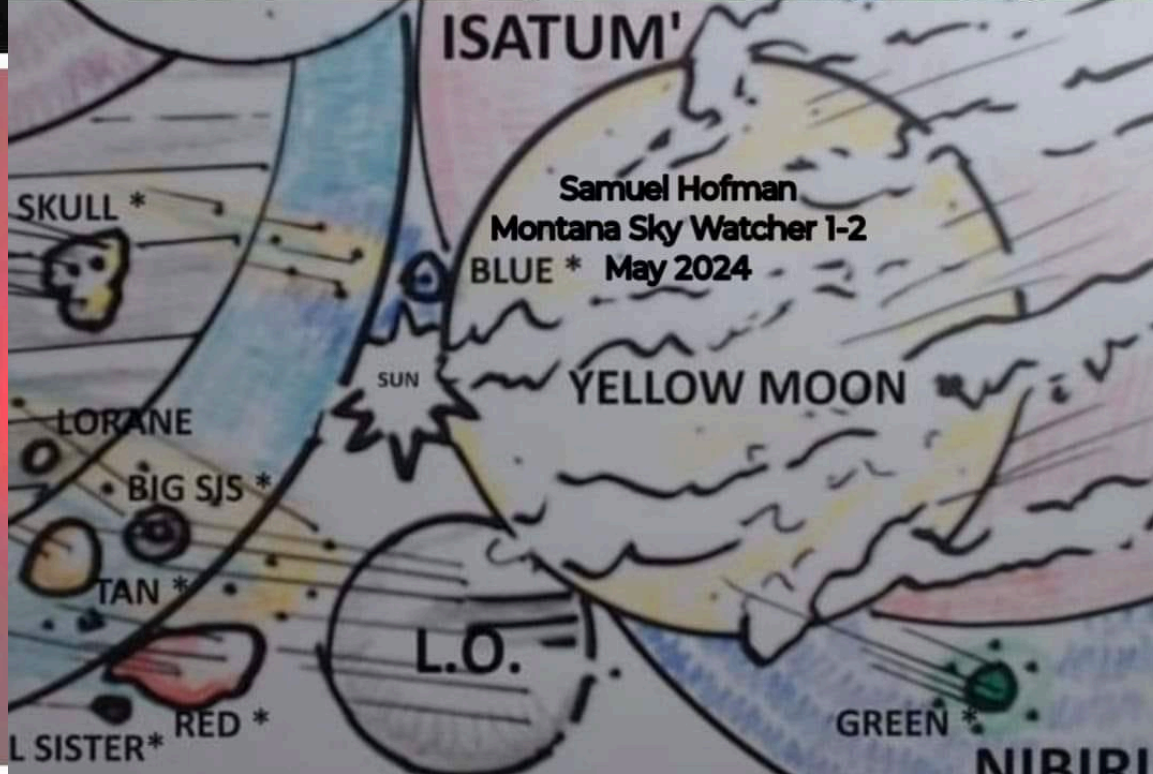 ISATUM'
Samuel Hofman
Montana Sky Watcher 1-2
May 2024
SKULL *
BLUE *
SUN
YELLOW MOON
LORANE
BIG SJS *
TAN *
L.O.
RED *
GREEN *
L SISTER*
NIBIRI